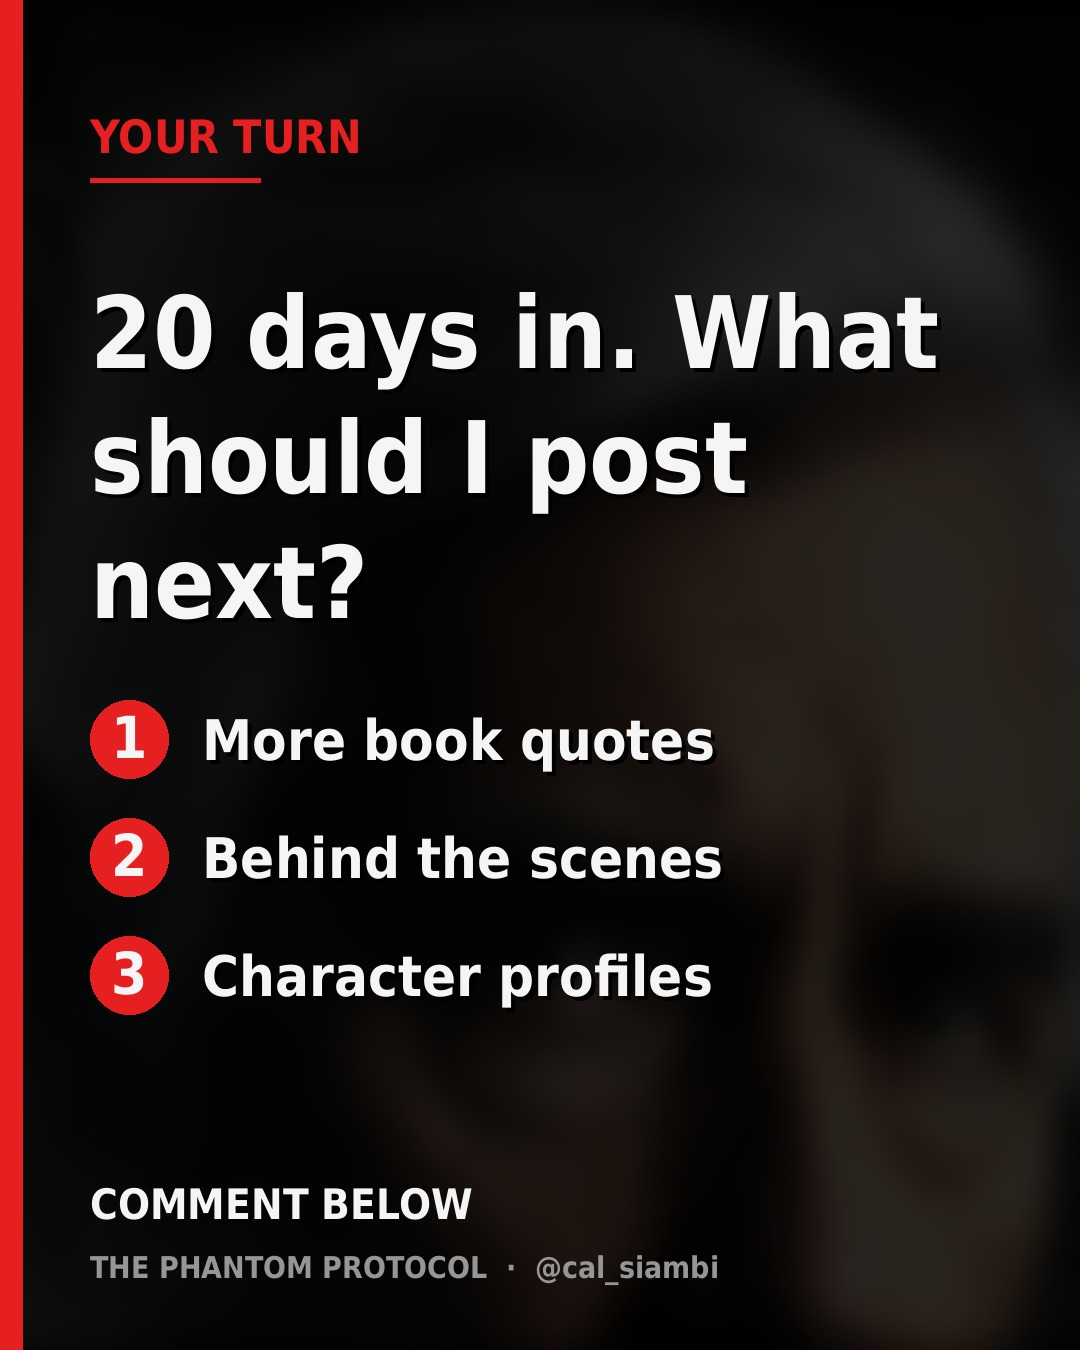 YOUR TURN
20 days in. What
should I post
next?
1 More book quotes
2 Behind the scenes
3 Character profiles
COMMENT BELOW
THE PHANTOM PROTOCOL · @cal_siambi